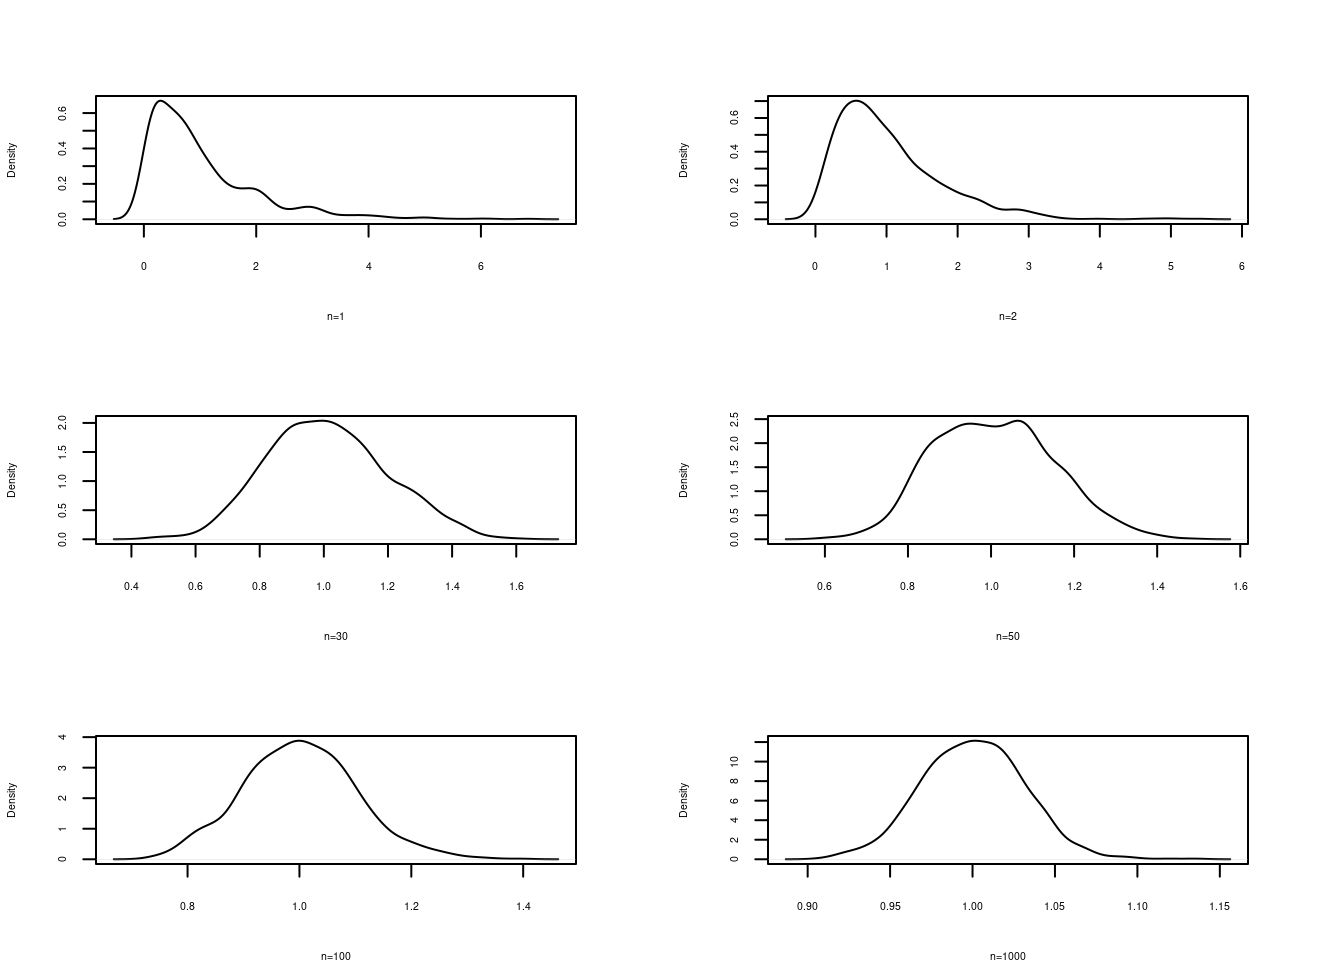 Density
0.0 0.2 0.4 0.6
0 2 4 6
n=1
Density
0.0 0.2 0.4 0.6
0 1 2 3 4 5 6
n=2
Density
0.0 0.5 1.0 1.5 2.0
0.4 0.6 0.8 1.0 1.2 1.4 1.6
n=30
Density
0.0 0.5 1.0 1.5 2.0 2.5
0.6 0.8 1.0 1.2 1.4 1.6
n=50
Density
0 1 2 3 4
0.8 1.0 1.2 1.4
n=100
Density
0 2 4 6 8 10
0.90 0.95 1.00 1.05 1.10 1.15
n=1000